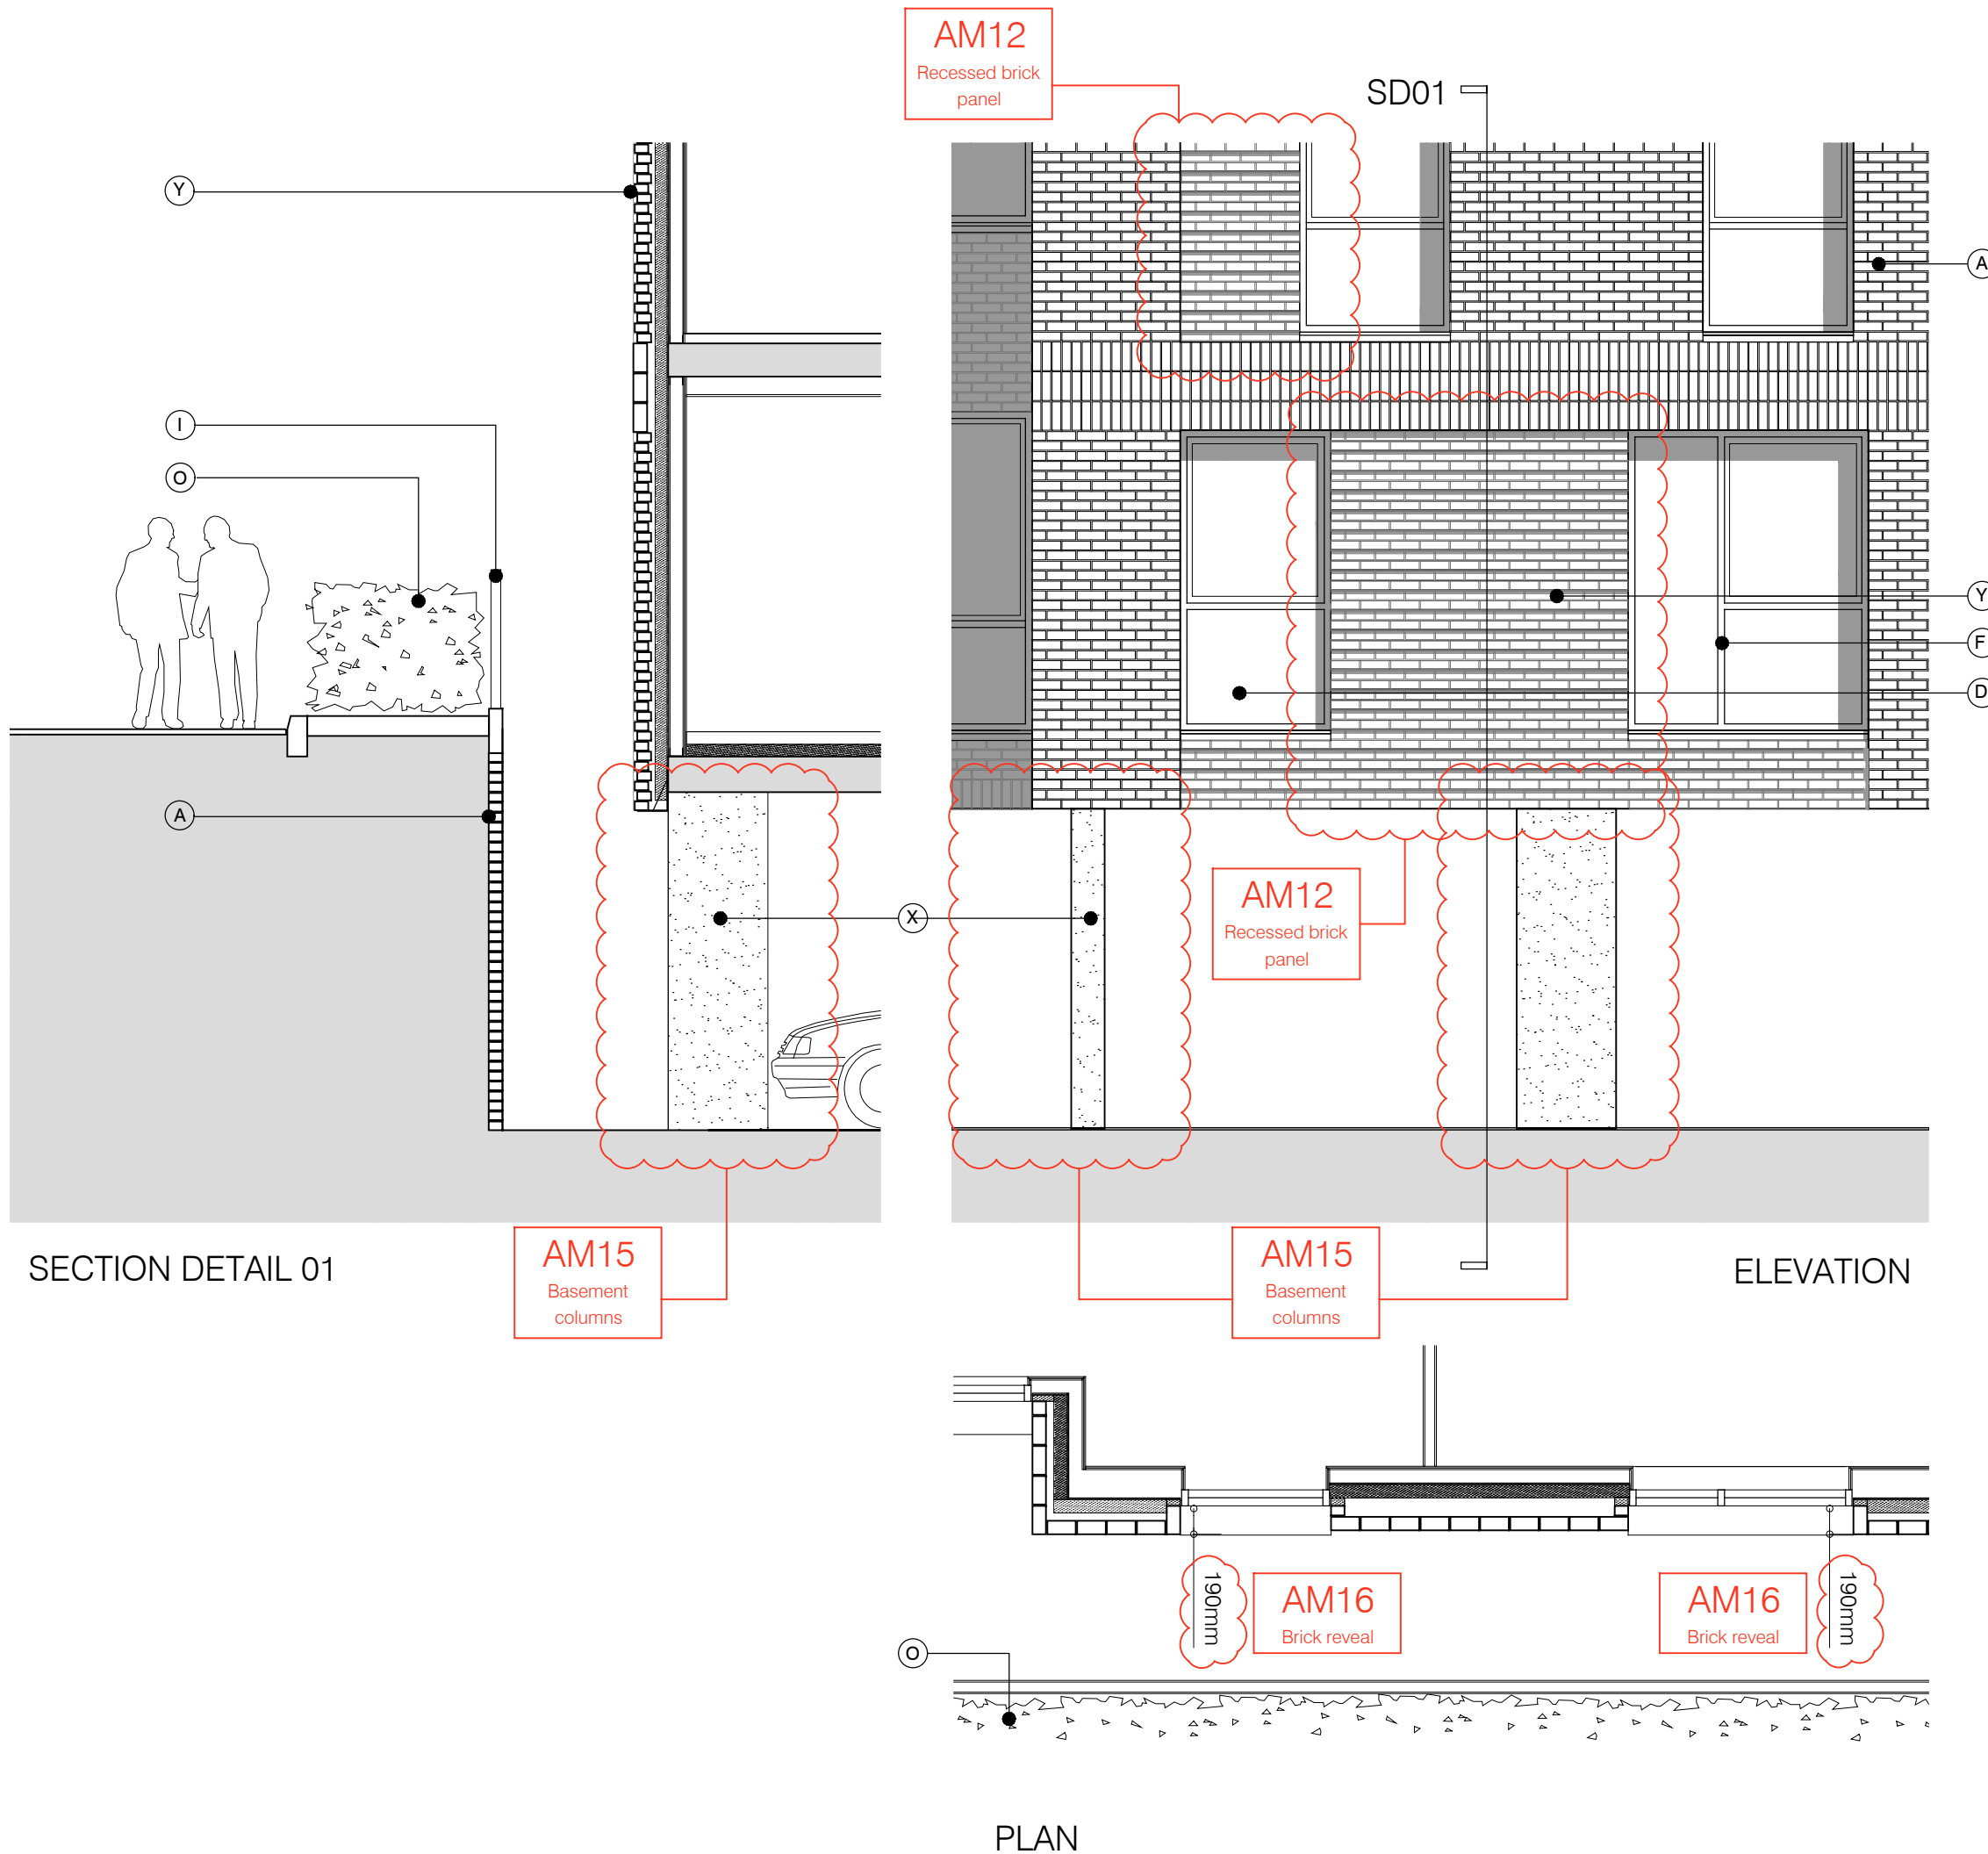 AM12
Recessed brick
panel
SD01
Y
A
I
O
Y
F
D
A
X
AM12
Recessed brick
panel
AM15
Basement
columns
AM15
Basement
columns
SECTION DETAIL 01
ELEVATION
190mm
AM16
Brick reveal
AM16
Brick reveal
190mm
O
PLAN